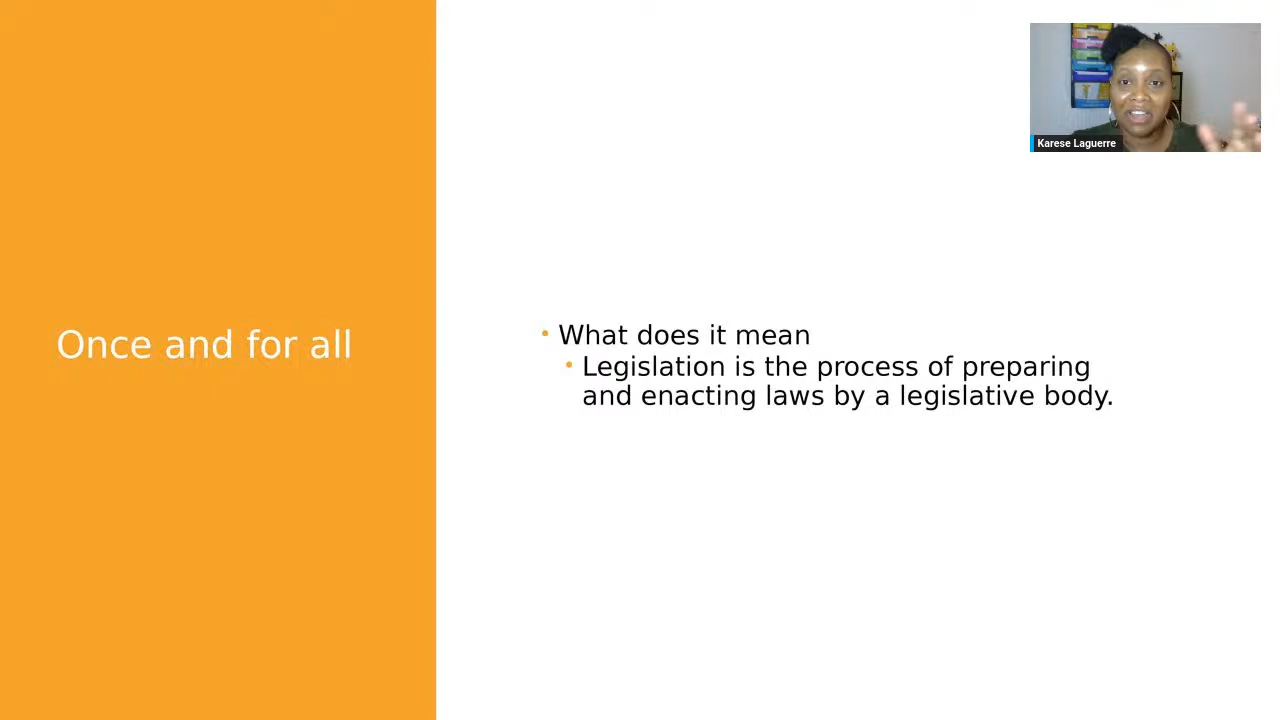 Karese Laguerre
Once and for all
• What does it mean
• Legislation is the process of preparing
and enacting laws by a legislative body.